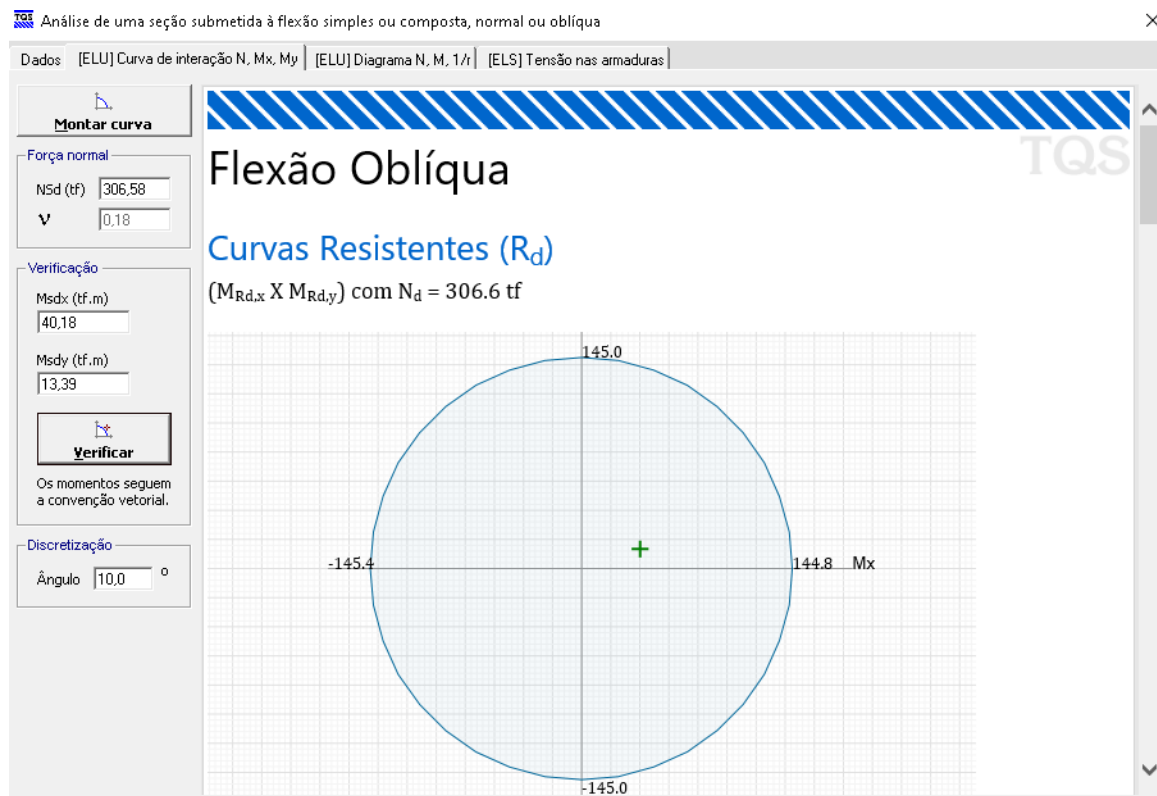 TQS Análise de uma seção submetida à flexão simples ou composta, normal ou oblíqua
Dados [ELU] Curva de interação N, Mx, My [ELU] Diagrama N, M, 1/r [ELS] Tensão nas armaduras
Montar curva
Força normal
NSd (tf) 306,58
ν 0,18
Verificação
Msdx (tf.m)
40,18
Msdy (tf.m)
13,39
Verificar
Os momentos seguem
a convenção vetorial.
Discretização
Ângulo 10,0 º
TQS
Flexão Oblíqua
Curvas Resistentes (Rd)
(MRd,x X MRd,y) com Nd = 306.6 tf
145.0
-145.4
144.8 Mx
-145.0